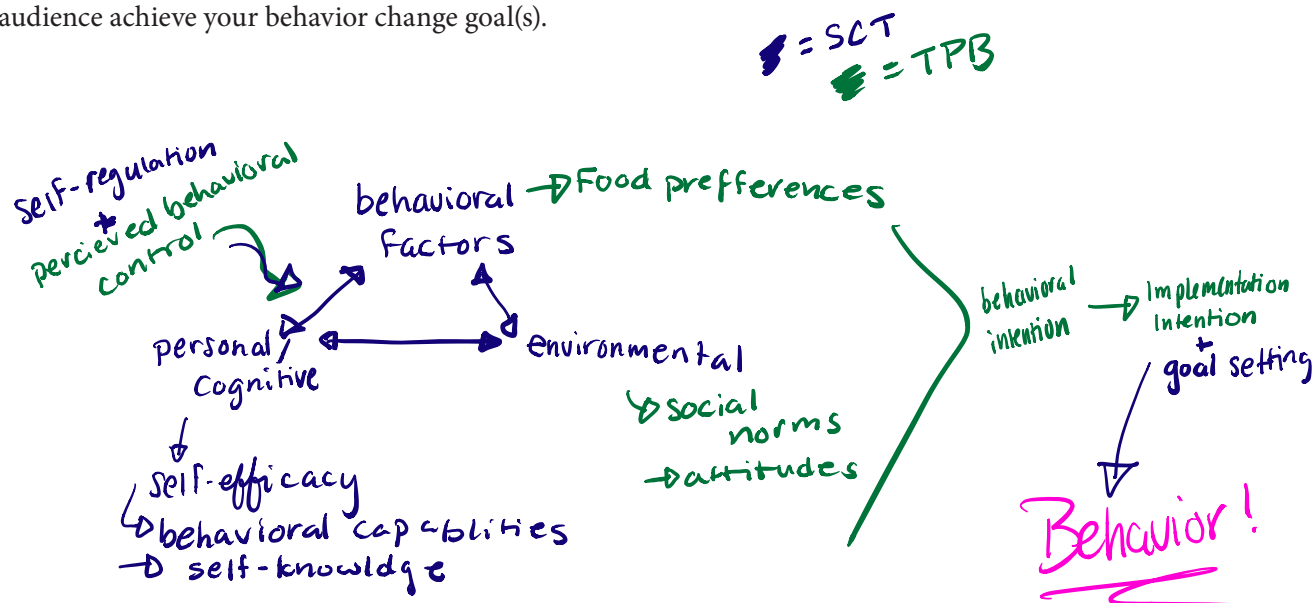 audience achieve your behavior change goal(s).
= SCT
= TPB
self-regulation
+
percieved behavioral
control
behavioral
factors
Food prefferences
personal/
cognitive
environmental
social
norms
attitudes
self-efficacy
behavioral capablities
self-knowldge
behavioral
intention
Implementation
Intention
+
goal setting
Behavior!